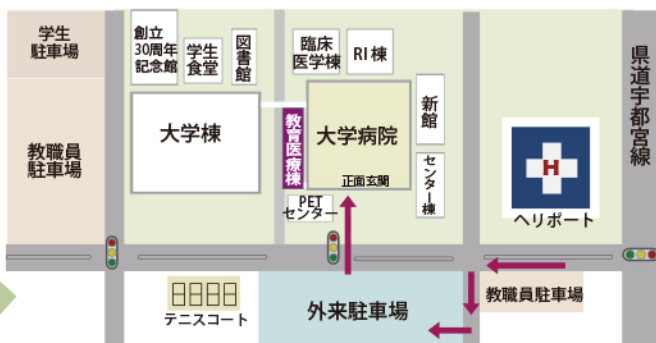 学生
駐車場
創立
30周年
記念館
学生
食堂
図書館
臨床
医学棟
RI棟
県道宇都宮線
教職員
駐車場
大学棟
教育医療棟
大学病院
正面玄関
新館
センター棟
PET
センター
H
ヘリポート
テニスコート
外来駐車場
教職員駐車場